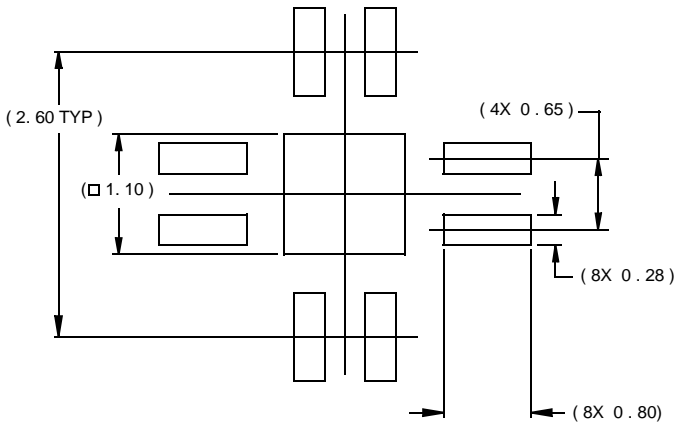 ( 4X 0.65 )
( 2. 60 TYP )
( □ 1. 10 )
( 8X 0 . 28 )
( 8X 0 . 80)